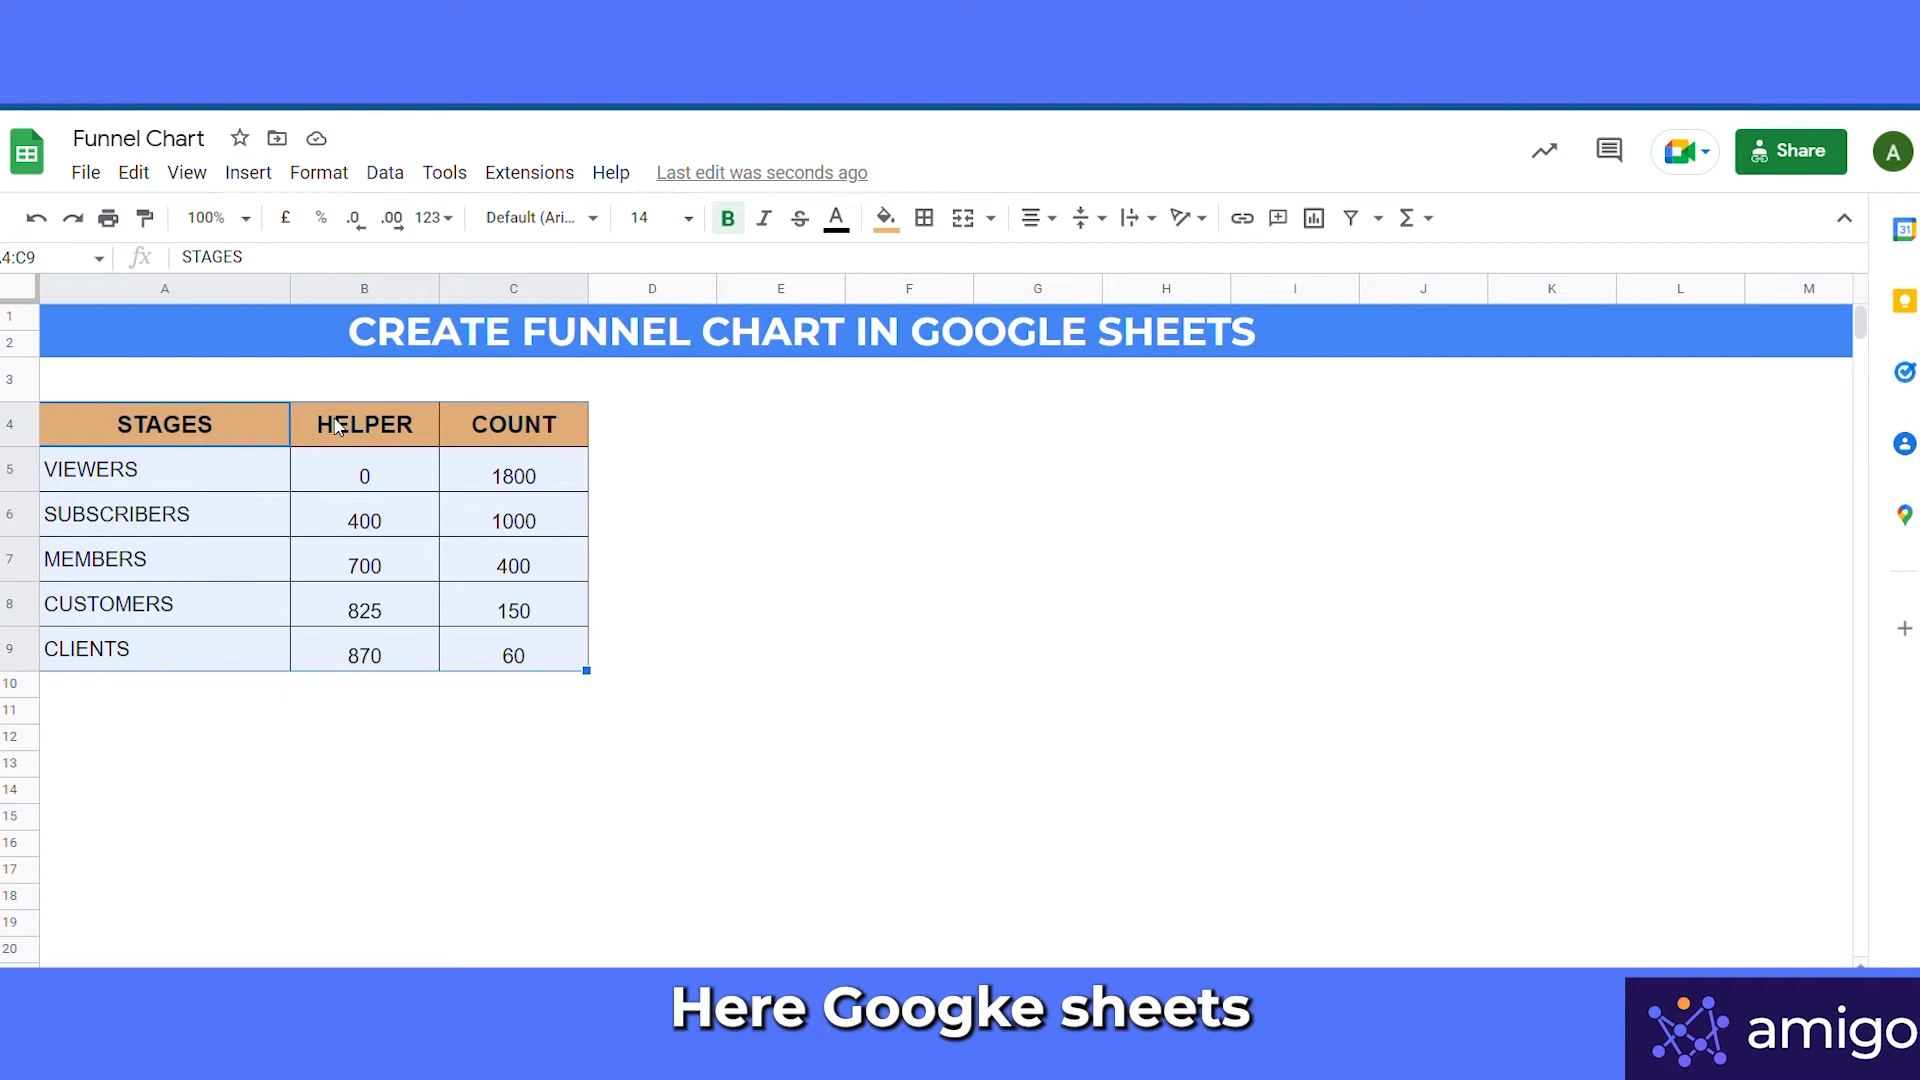 Funnel Chart
File Edit View Insert Format Data Tools Extensions Help Last edit was seconds ago
Share
A
100% £ % .0 .00 123 Default (Ari... 14 B I S A
31
4:C9 fx STAGES
A B C D E F G H I J K L M
1
2
CREATE FUNNEL CHART IN GOOGLE SHEETS
3
4 STAGES HELPER COUNT
5 VIEWERS 0 1800
6 SUBSCRIBERS 400 1000
7 MEMBERS 700 400
8 CUSTOMERS 825 150
9 CLIENTS 870 60
10
11
12
13
14
15
16
17
18
19
20
Here Googke sheets
amigo